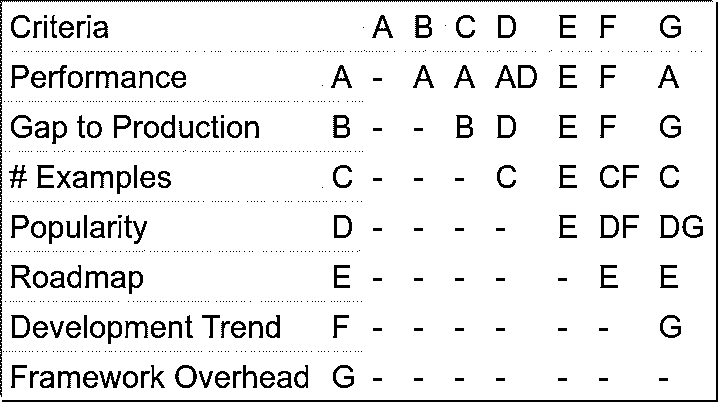 Criteria A B C D E F G
Performance A - A A AD E F A
Gap to Production B - - B D E F G
# Examples C - - - C E CF C
Popularity D - - - - E DF DG
Roadmap E - - - - - E E
Development Trend F - - - - - - G
Framework Overhead G - - - - - - -